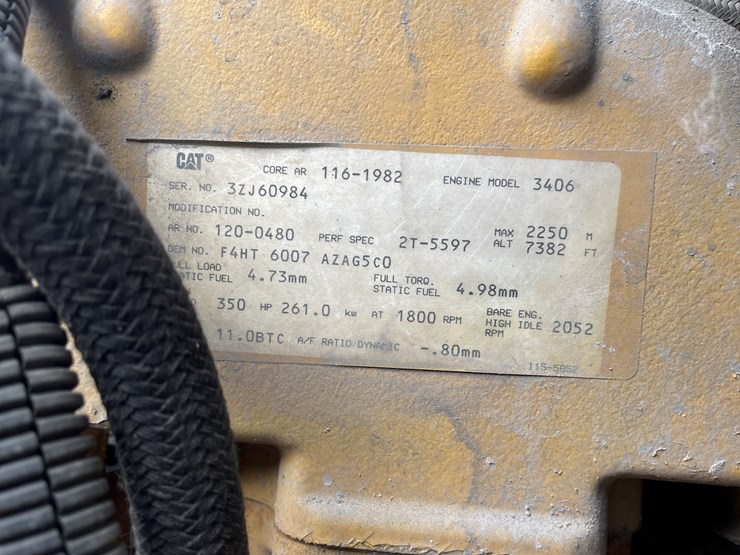 CAT® CORE AR 116-1982 ENGINE MODEL 3406
SER. NO. 3ZJ60984
MODIFICATION NO.
AR NO. 120-0480 PERF SPEC 2T-5597 MAX ALT 2250 M 7382 FT
OEM NO. F4HT 6007 AZAG5C0
FULL LOAD STATIC FUEL 4.73mm FULL TORQ. STATIC FUEL 4.98mm
350 HP 261.0 kw AT 1800 RPM BARE ENG. HIGH IDLE RPM 2052
11.0BTC A/F RATIO DYNAMIC -.80mm
115-5852